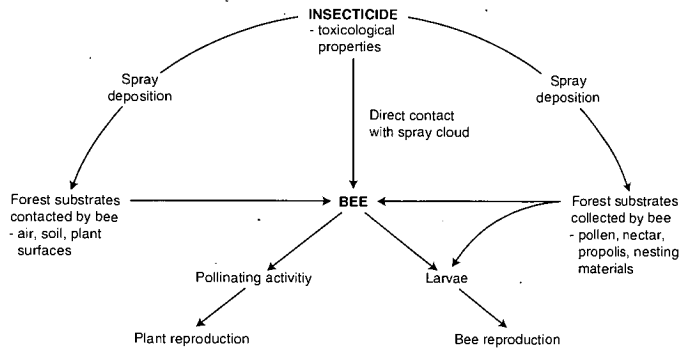 INSECTICIDE
- toxicological
properties
Spray
deposition
Spray
deposition
Direct contact
with spray cloud
Forest substrates
contacted by bee
- air, soil, plant
surfaces
BEE
Forest substrates
collected by bee
- pollen, nectar,
propolis, nesting
materials
Pollinating activitiy
Larvae
Plant reproduction
Bee reproduction